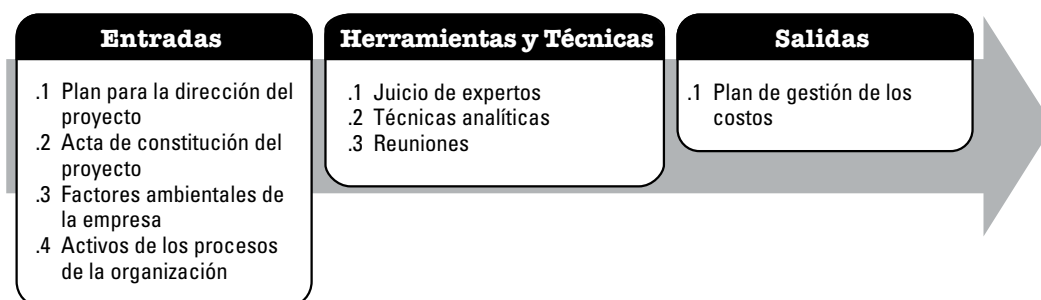 Entradas
.1 Plan para la dirección del
proyecto
.2 Acta de constitución del
proyecto
.3 Factores ambientales de
la empresa
.4 Activos de los procesos
de la organización
Herramientas y Técnicas
.1 Juicio de expertos
.2 Técnicas analíticas
.3 Reuniones
Salidas
.1 Plan de gestión de los
costos